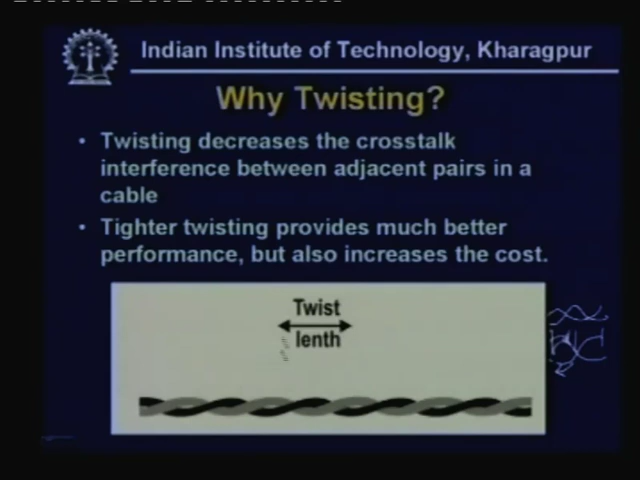 Indian Institute of Technology, Kharagpur
Why Twisting?
• Twisting decreases the crosstalk
interference between adjacent pairs in a
cable
• Tighter twisting provides much better
performance, but also increases the cost.
Twist
lenth